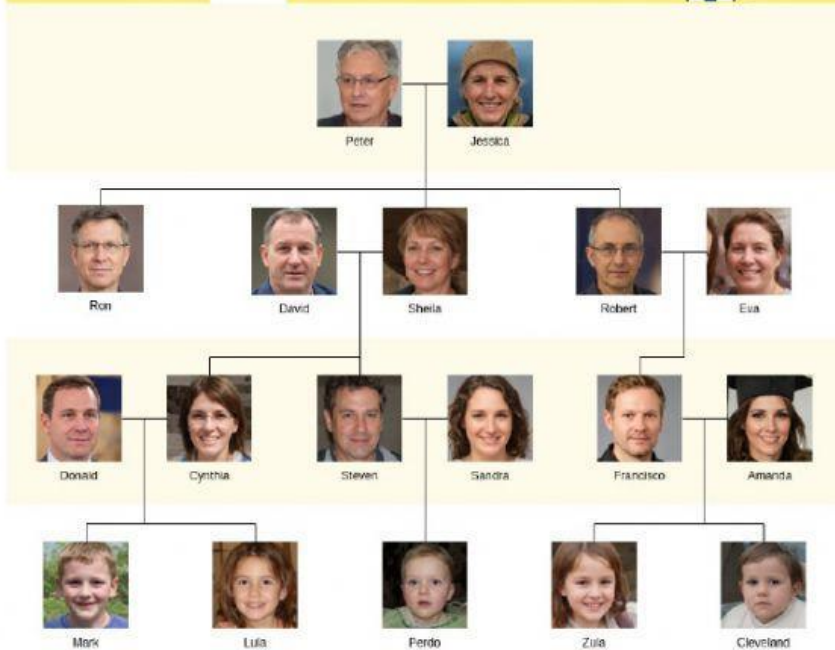 Peter
Jessica
Ron
David
Sheila
Robert
Eva
Donald
Cynthia
Steven
Sandra
Francisco
Amanda
Mark
Lula
Perdo
Zula
Cleveland